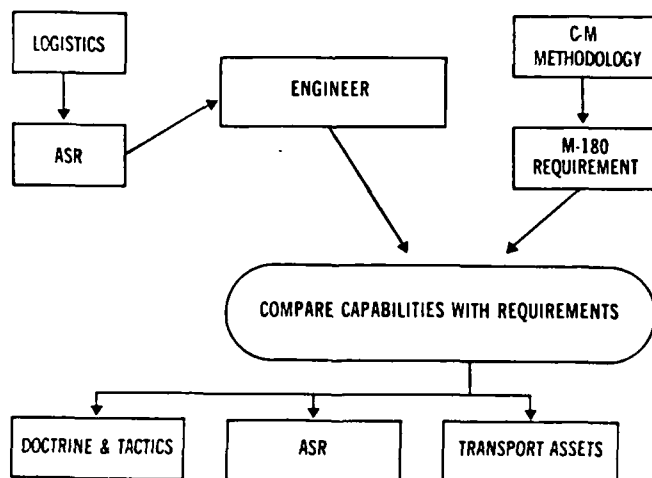 LOGISTICS
ASR
ENGINEER
C-M
METHODOLOGY
M-180
REQUIREMENT
COMPARE CAPABILITIES WITH REQUIREMENTS
DOCTRINE & TACTICS
ASR
TRANSPORT ASSETS